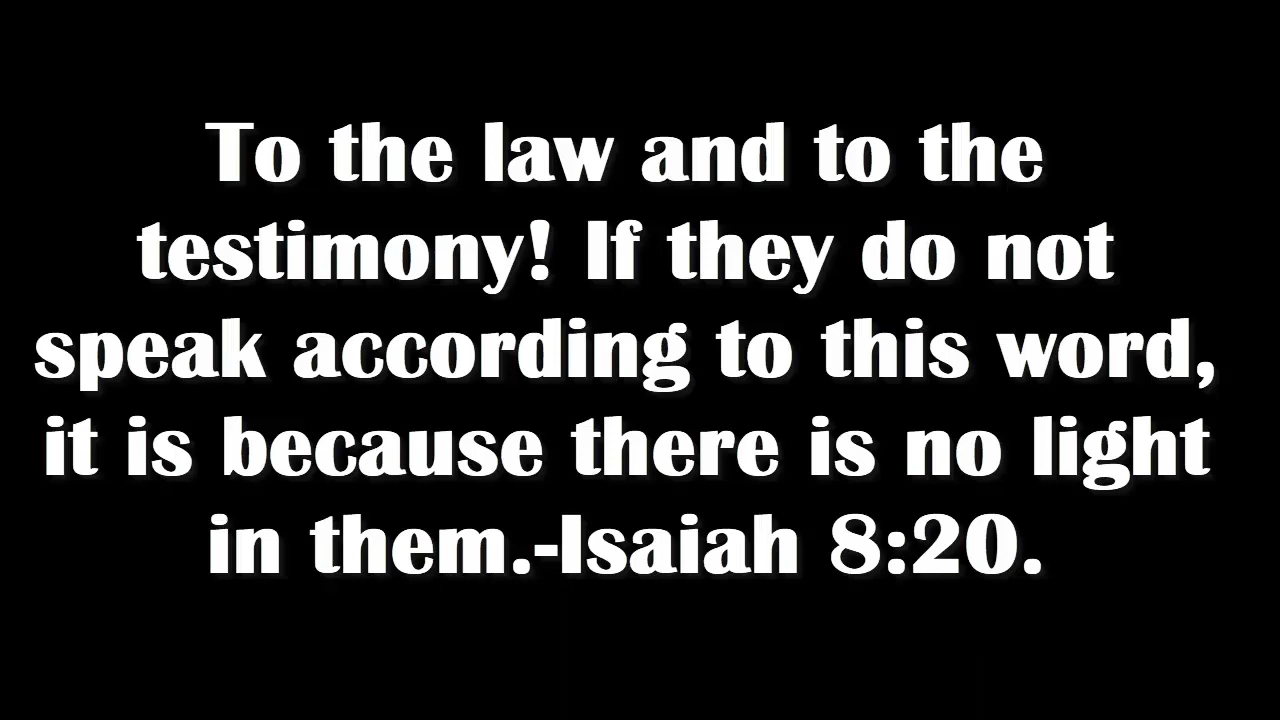 To the law and to the
testimony! If they do not
speak according to this word,
it is because there is no light
in them.-Isaiah 8:20.